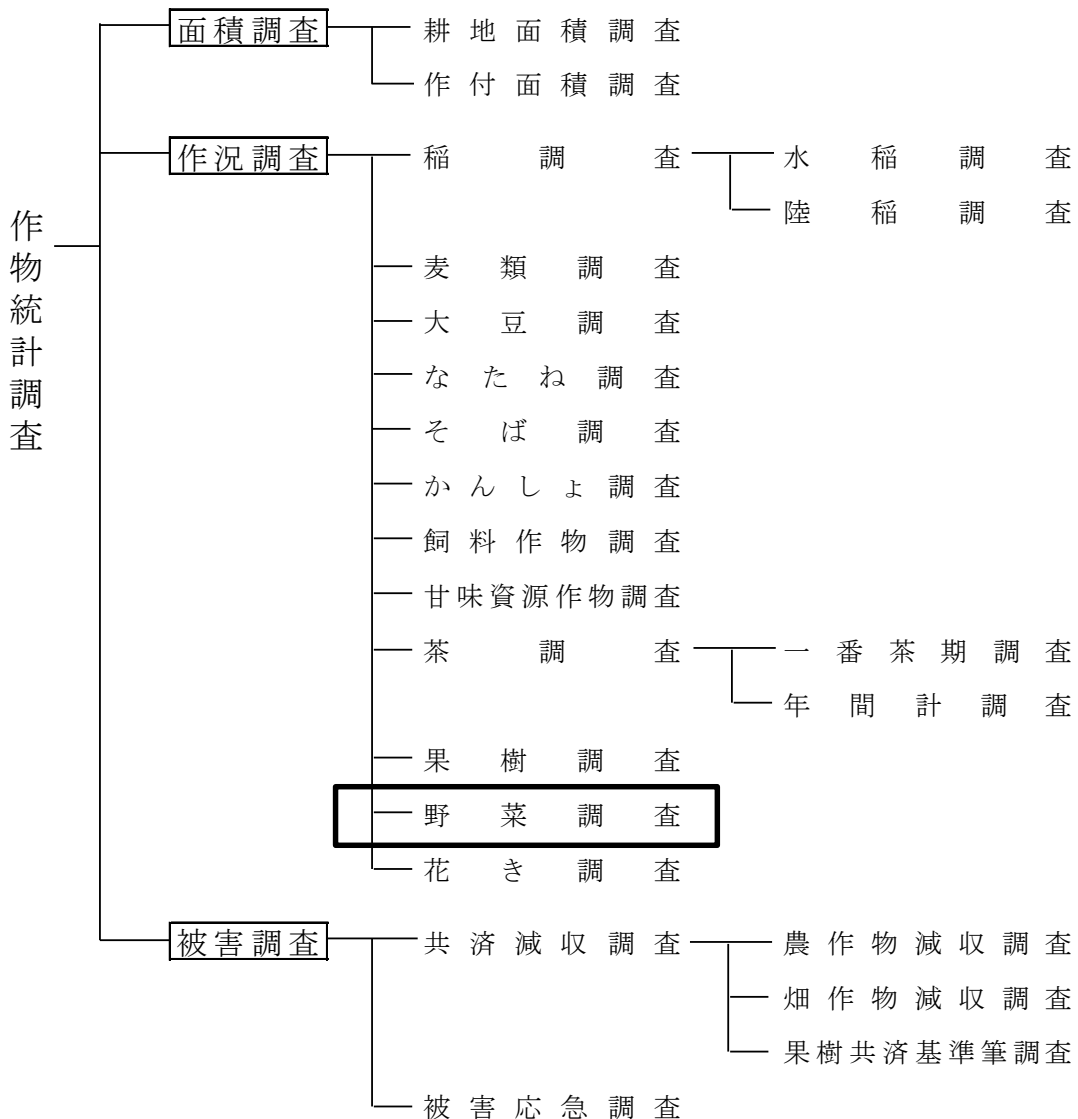 作物統計調査
面積調査
耕地面積調査
作付面積調査
作況調査
稲調査
水稲調査
陸稲調査
麦類調査
大豆調査
なたね調査
そば調査
かんしょ調査
飼料作物調査
甘味資源作物調査
茶調査
一番茶期調査
年間計調査
果樹調査
野菜調査
花き調査
被害調査
共済減収調査
農作物減収調査
畑作物減収調査
果樹共済基準筆調査
被害応急調査